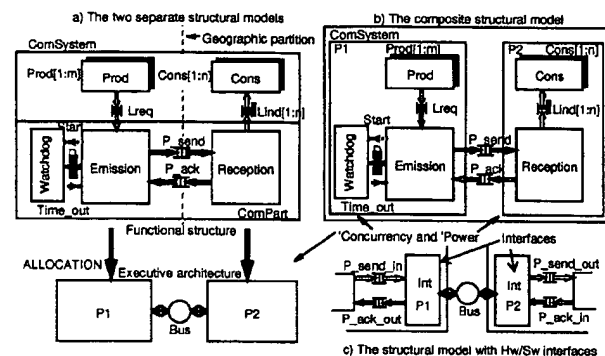 a) The two separate structural models
Geographic partition
ComSystem
Prod[1:m]
Cons[1:n]
Prod
Cons
Lreq
Lind[1:n]
Start
Watchdog
Emission
P_send
P_ack
Reception
Time_out
ComPart
Functional structure
ALLOCATION
Executive architecture
P1
Bus
P2
b) The composite structural model
ComSystem
P1
Prod[1:m]
P2
Cons[1:n]
Prod
Cons
Lreq
Lind[1:n]
Start
Watchdog
Emission
P_send
P_ack
Reception
Time_out
'Concurrency and 'Power
Interfaces
P_send_in
P_ack_out
Int
P1
Bus
Int
P2
P_send_out
P_ack_in
c) The structural model with Hw/Sw interfaces